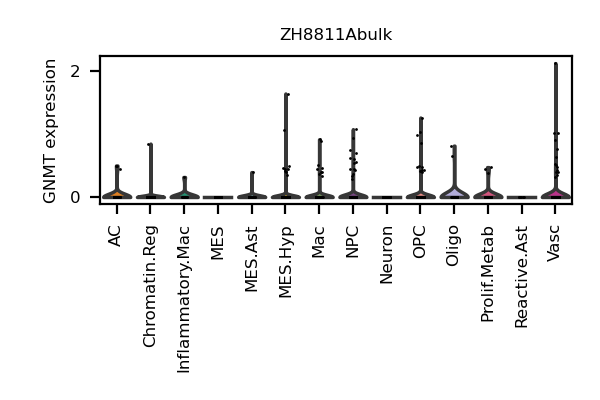 ZH8811Abulk
GNMT expression
2
0
AC
Chromatin.Reg
Inflammatory.Mac
MES
MES.Ast
MES.Hyp
Mac
NPC
Neuron
OPC
Oligo
Prolif.Metab
Reactive.Ast
Vasc